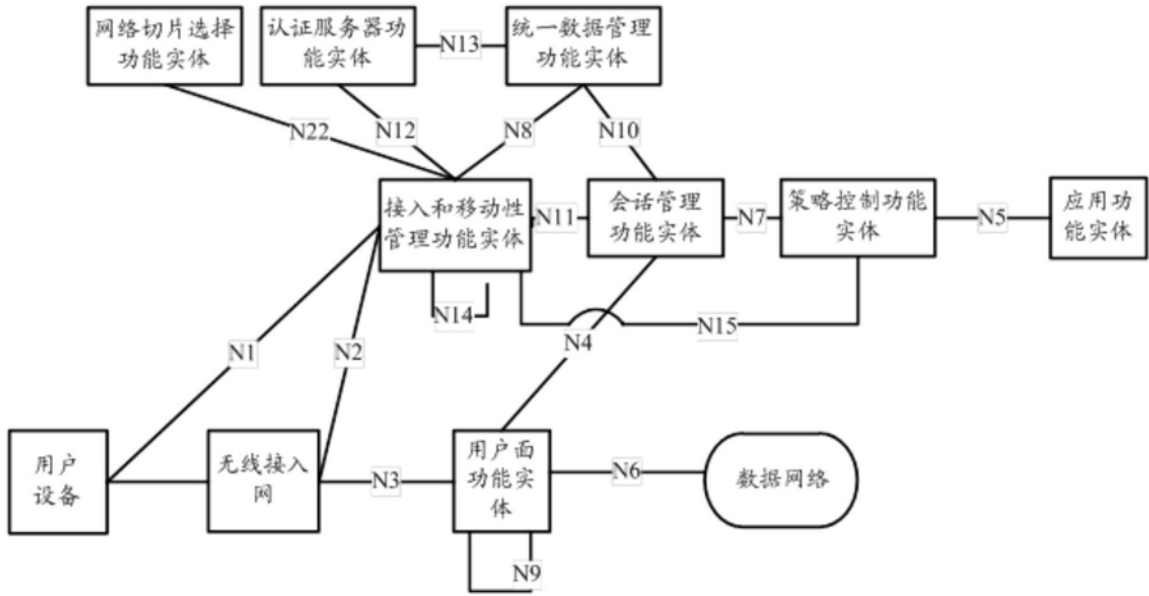 网络切片选择
功能实体
认证服务器功
能实体
N13
统一数据管理
功能实体
N22
N12
N8
N10
接入和移动性
管理功能实体
N11
会话管理
功能实体
N7
策略控制功能
实体
N5
应用功
能实体
N14
N15
N1
N2
N4
用户
设备
无线接入
网
N3
用户面
功能实
体
N6
数据网络
N9